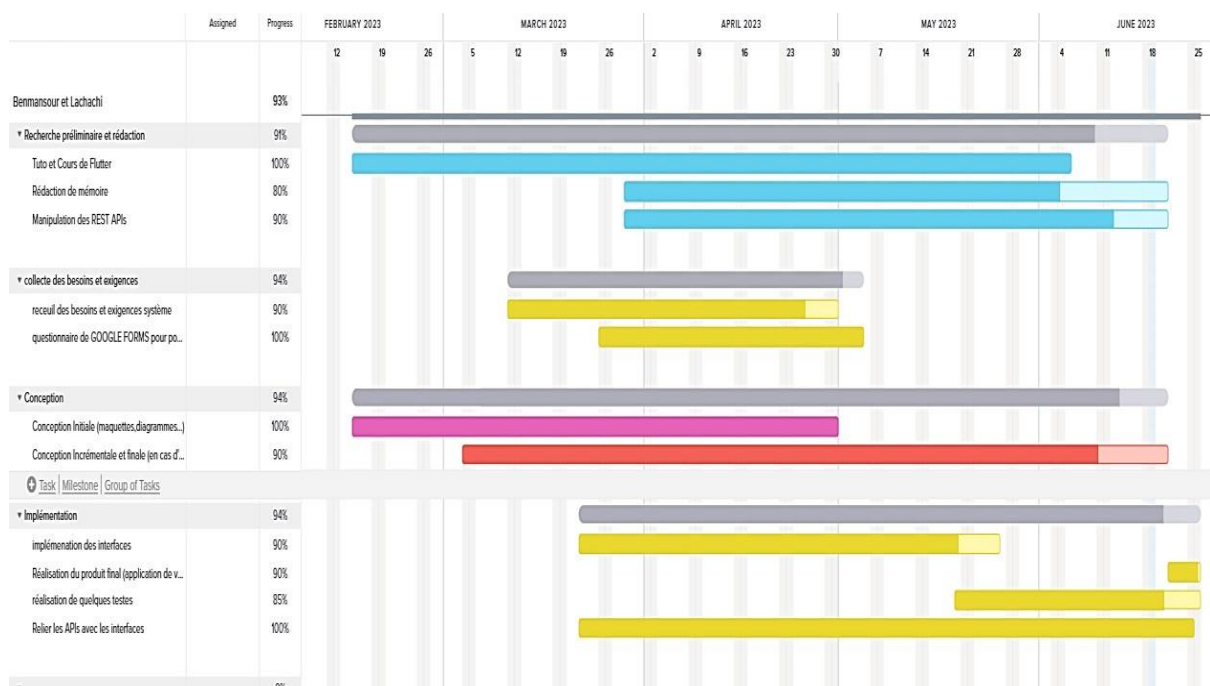 Assigned Progress FEBRUARY 2023 MARCH 2023 APRIL 2023 MAY 2023 JUNE 2023
12 19 26 5 12 19 26 2 9 16 23 30 7 14 21 28 4 11 18 25
Benmansour et Lachachi 93%
Recherche préliminaire et rédaction 91%
Tuto et Cours de Flutter 100%
Rédaction de mémoire 80%
Manipulation des REST APIs 90%
collecte des besoins et exigences 94%
receuil des besoins et exigences système 90%
questionnaire de GOOGLE FORMS pour po... 100%
Conception 94%
Conception Initiale (maquettes,diagrammes...) 100%
Conception Incrémentale et finale (en cas d'... 90%
Task | Milestone | Group of Tasks
Implémentation 94%
implémenation des interfaces 90%
Réalisation du produit final (application de v... 90%
réalisation de quelques testes 85%
Relier les APIs avec les interfaces 100%